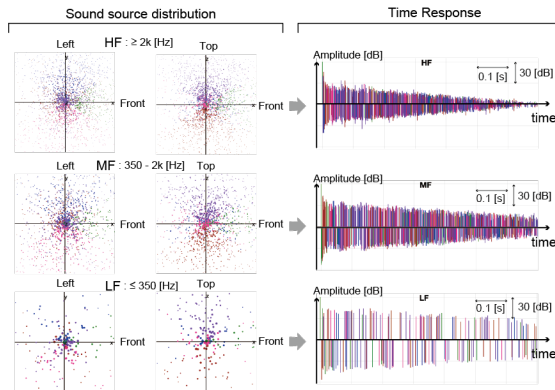 Sound source distribution
Time Response
HF : ≥ 2k [Hz]
Left
Top
z
Front
x
Front
Amplitude [dB]
HF
0.1 [s]
30 [dB]
time
MF : 350 - 2k [Hz]
Left
Top
y
z
x Front
x Front
Amplitude [dB]
MF
0.1 [s]
30 [dB]
time
LF : ≤ 350 [Hz]
Left
Top
y
z
x Front
x Front
Amplitude [dB]
LF
0.1 [s]
30 [dB]
time